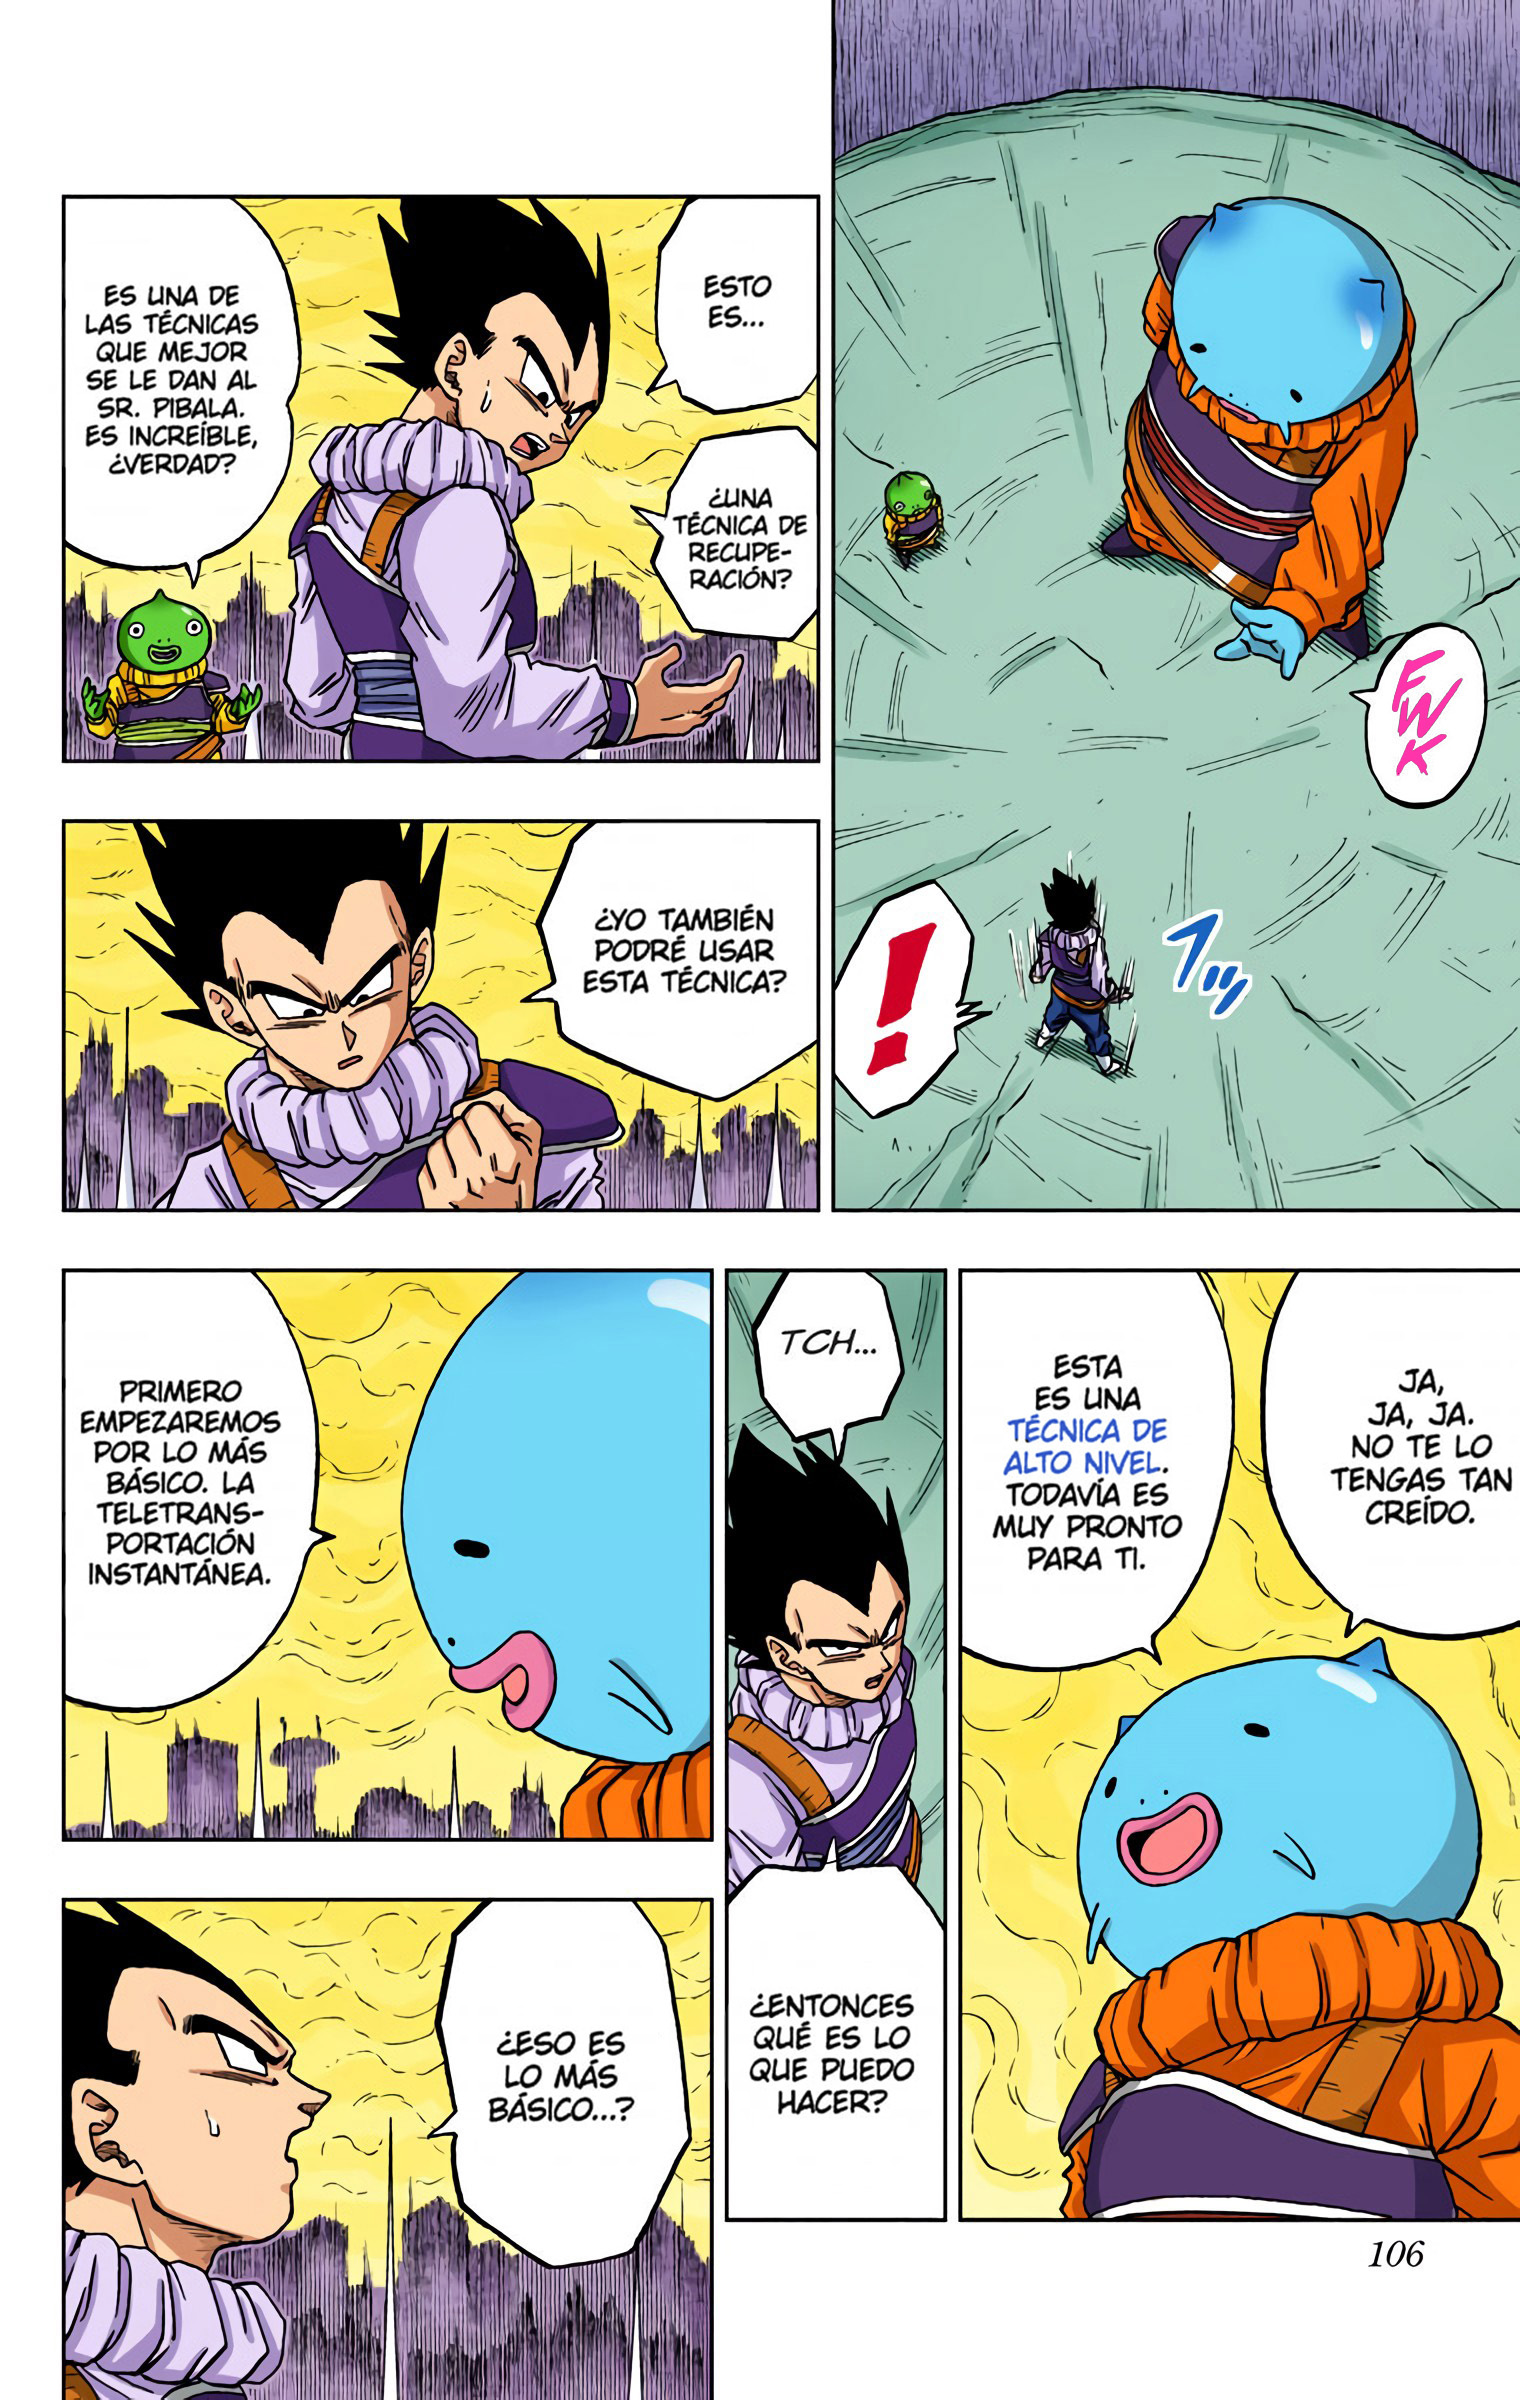 FWK
!
フッ
ESTO
ES...
¿UNA
TÉCNICA DE
RECUPE-
RACIÓN?
ES UNA DE
LAS TÉCNICAS
QUE MEJOR
SE LE DAN AL
SR. PIBALA.
ES INCREÍBLE,
¿VERDAD?
¿YO TAMBIÉN
PODRÉ USAR
ESTA TÉCNICA?
JA,
JA, JA.
NO TE LO
TENGAS TAN
CREÍDO.
ESTA
ES UNA
TÉCNICA DE
ALTO NIVEL.
TODAVÍA ES
MUY PRONTO
PARA TI.
TCH...
¿ENTONCES
QUÉ ES LO
QUE PUEDO
HACER?
PRIMERO
EMPEZAREMOS
POR LO MÁS
BÁSICO. LA
TELETRANS-
PORTACIÓN
INSTANTÁNEA.
¿ESO ES
LO MÁS
BÁSICO...?
106